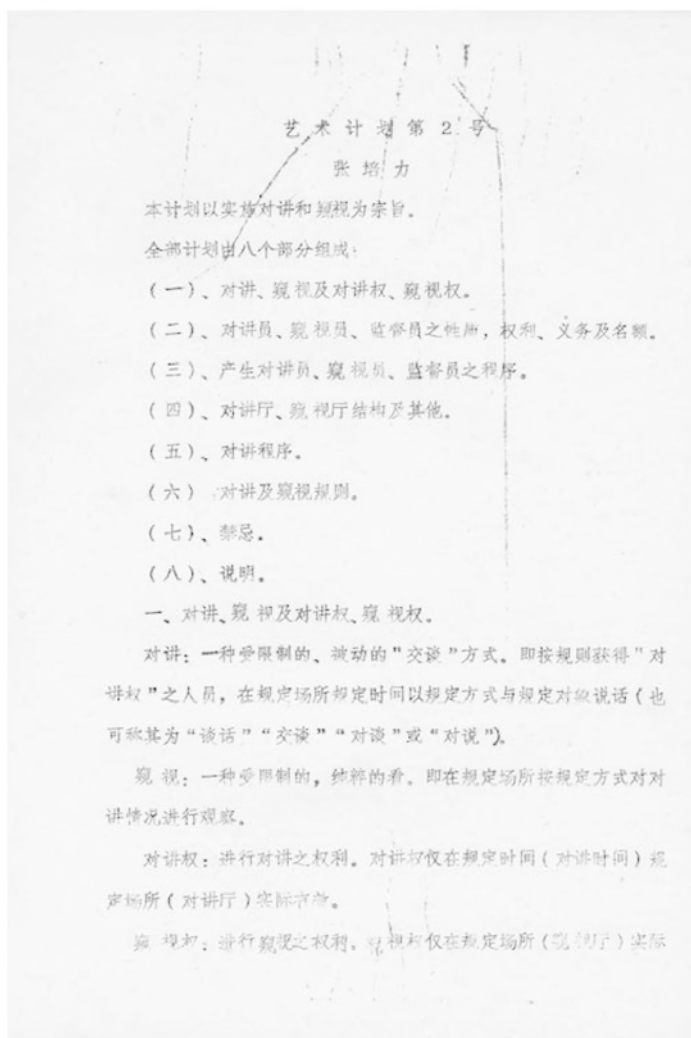 艺术计划第2号
张培力
本计划以实施对讲和窥视为宗旨。
全部计划由八个部分组成：
（一）、对讲、窥视及对讲权、窥视权。
（二）、对讲员、窥视员、监督员之性质，权利、义务及名额。
（三）、产生对讲员、窥视员、监督员之程序。
（四）、对讲厅、窥视厅结构及其他。
（五）、对讲程序。
（六）、对讲及窥视规则。
（七）、禁忌。
（八）、说明。
一、对讲、窥视及对讲权、窥视权。
对讲：一种受限制的、被动的"交谈"方式。即按规则获得"对
讲权"之人员，在规定场所规定时间以规定方式与规定对象说话（也
可称其为"谈话""交谈""对谈"或"对说"）。
窥视：一种受限制的，纯粹的看。即在规定场所按规定方式对对
讲情况进行观察。
对讲权：进行对讲之权利。对讲权仅在规定时间（对讲时间）规
定场所（对讲厅）实际有效。
窥视权：进行窥视之权利。窥视权仅在规定场所（窥视厅）实际